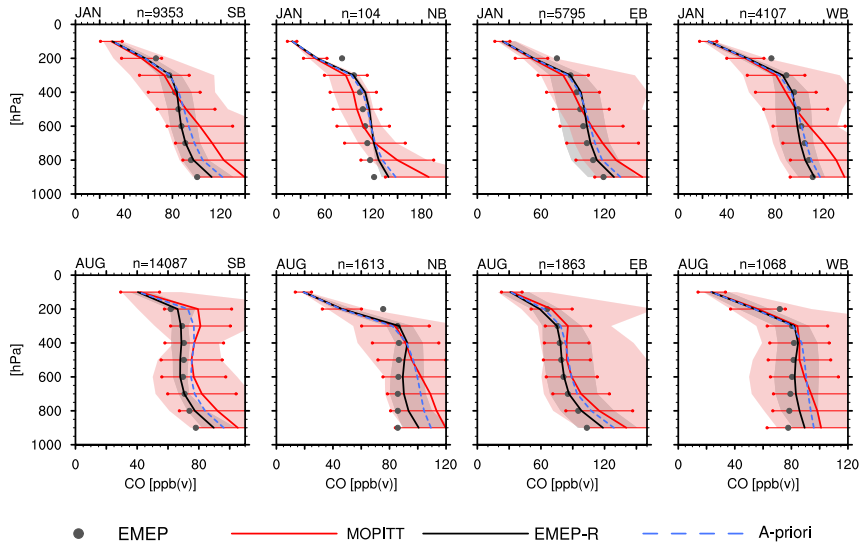 JAN n=9353 SB JAN n=104 NB JAN n=5795 EB JAN n=4107 WB
0
200
400
600
800
1000
[hPa]
0 40 80 120 0 60 120 180 0 60 120 0 40 80 120
AUG n=14087 SB AUG n=1613 NB AUG n=1863 EB AUG n=1068 WB
0
200
400
600
800
1000
[hPa]
0 40 80 0 40 80 120 0 60 120 0 40 80 120
CO [ppb(v)] CO [ppb(v)] CO [ppb(v)] CO [ppb(v)]
EMEP MOPITT EMEP-R A-priori